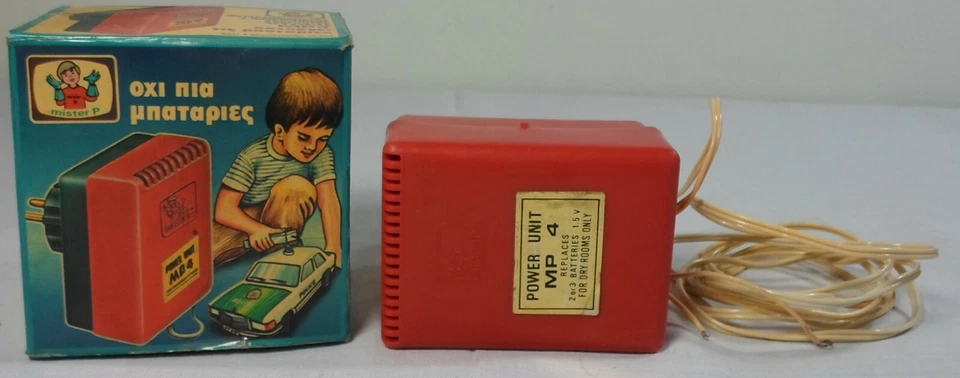 mister P
οχι πια
μπαταριες
POWER UNIT
M.P. 4
POLICE
POWER UNIT
MP 4
REPLACES
2 or 3 BATTERIES 1.5 V
FOR DRY ROOMS ONLY